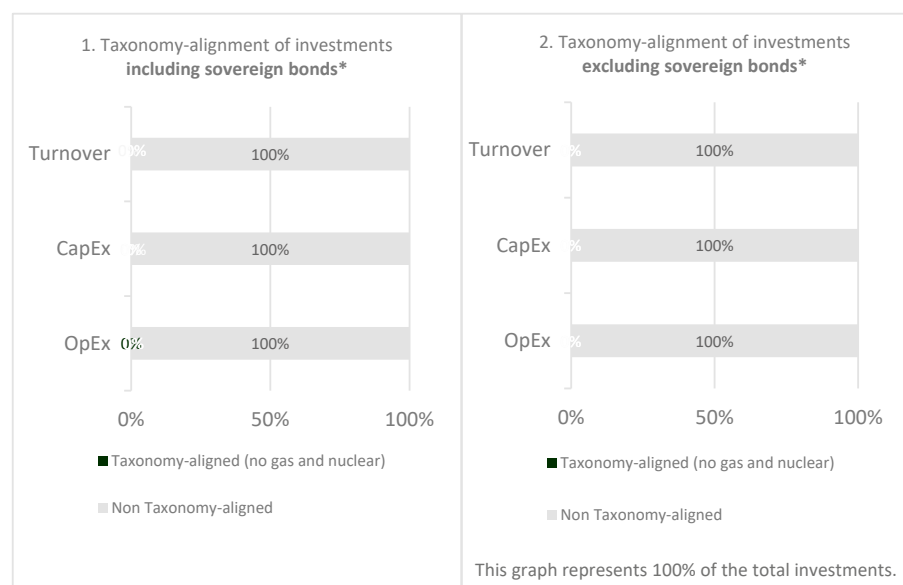 1. Taxonomy-alignment of investments
including sovereign bonds*
Turnover
100%
CapEx
100%
OpEx
0%
100%
0%
50%
100%
Taxonomy-aligned (no gas and nuclear)
Non Taxonomy-aligned
2. Taxonomy-alignment of investments
excluding sovereign bonds*
Turnover
%
100%
CapEx
%
100%
OpEx
%
100%
0%
50%
100%
Taxonomy-aligned (no gas and nuclear)
Non Taxonomy-aligned
This graph represents 100% of the total investments.